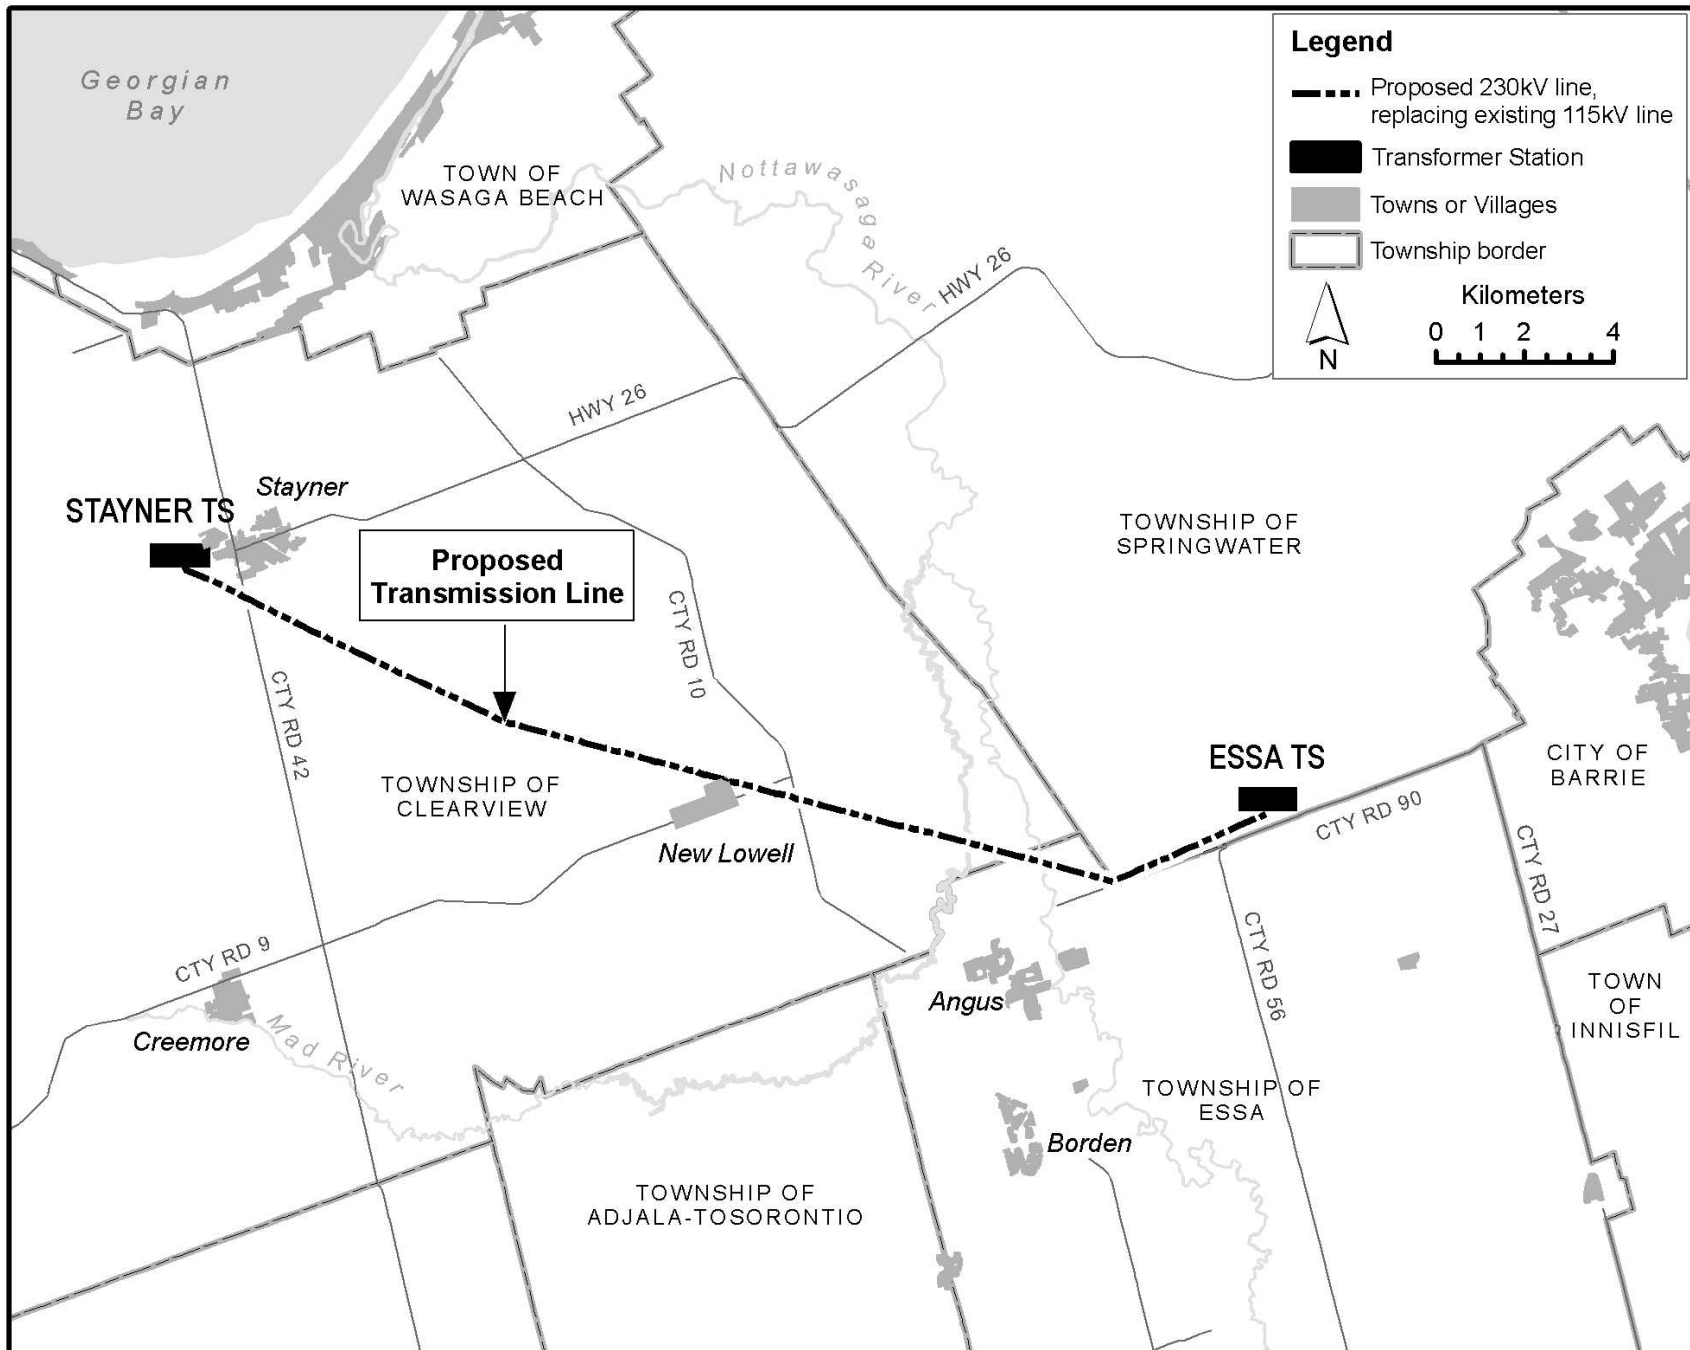 Georgian
Bay
TOWN OF
WASAGA BEACH
Nottawasaga River
HWY 26
HWY 26
Legend
Proposed 230kV line,
replacing existing 115kV line
Transformer Station
Towns or Villages
Township border
Kilometers
0 1 2 4
N
Stayner
STAYNER TS
Proposed
Transmission Line
TOWNSHIP OF
SPRINGWATER
CTY RD 10
CTY RD 42
TOWNSHIP OF
CLEARVIEW
New Lowell
ESSA TS
CTY RD 90
CITY OF
BARRIE
CTY RD 27
CTY RD 9
Creemore
Mad River
Angus
CTY RD 56
TOWN
OF
INNISFIL
TOWNSHIP OF
ESSA
Borden
TOWNSHIP OF
ADJALA-TOSORONTIO